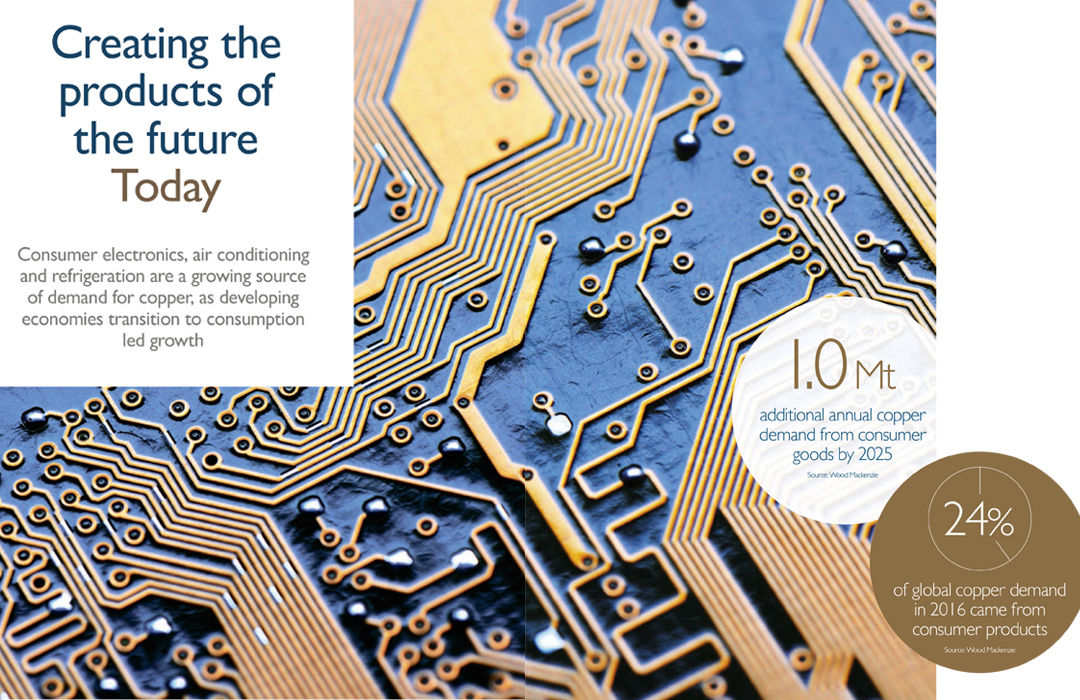 Creating the
products of
the future
Today
Consumer electronics, air conditioning
and refrigeration are a growing source
of demand for copper, as developing
economies transition to consumption
led growth
1.0 Mt
additional annual copper
demand from consumer
goods by 2025
Source: Wood Mackenzie
24%
of global copper demand
in 2016 came from
consumer products
Source: Wood Mackenzie